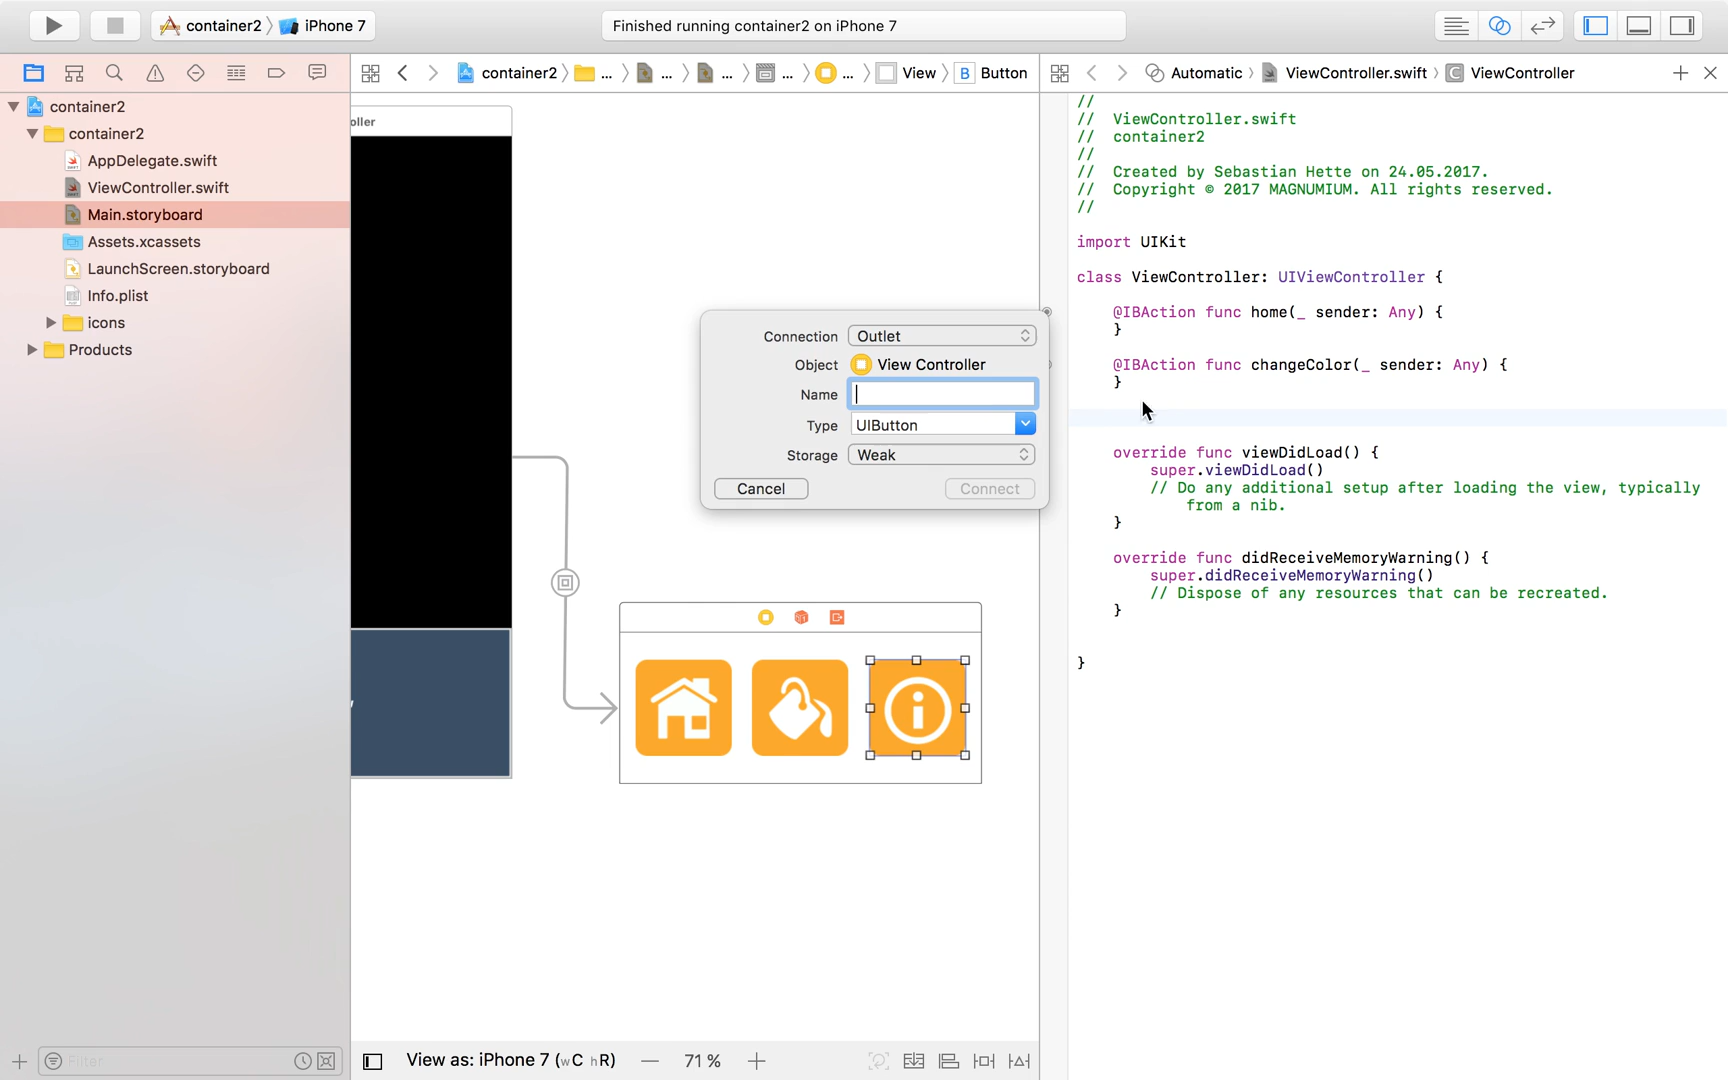 container2 iPhone 7
Finished running container2 on iPhone 7
container2 ... ... ... ... ... View B Button
Automatic ViewController.swift C ViewController
container2
container2
AppDelegate.swift
ViewController.swift
Main.storyboard
Assets.xcassets
LaunchScreen.storyboard
Info.plist
icons
Products
Filter
oller
Connection Outlet
Object View Controller
Name
Type UIButton
Storage Weak
Cancel Connect
View as: iPhone 7 (wC hR) — 71 % +
//
// ViewController.swift
// container2
//
// Created by Sebastian Hette on 24.05.2017.
// Copyright © 2017 MAGNUMIUM. All rights reserved.
//
import UIKit
class ViewController: UIViewController {
@IBAction func home(_ sender: Any) {
}
@IBAction func changeColor(_ sender: Any) {
}
override func viewDidLoad() {
super.viewDidLoad()
// Do any additional setup after loading the view, typically
from a nib.
}
override func didReceiveMemoryWarning() {
super.didReceiveMemoryWarning()
// Dispose of any resources that can be recreated.
}
}